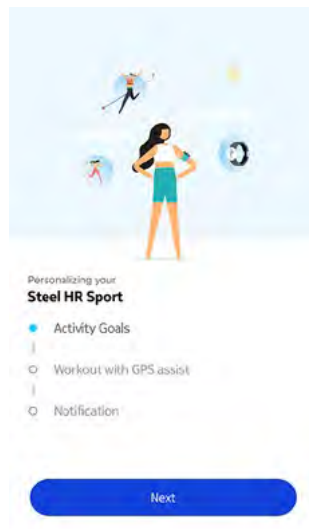 Personalizing your
Steel HR Sport
Activity Goals
Workout with GPS assist
Notification
Next